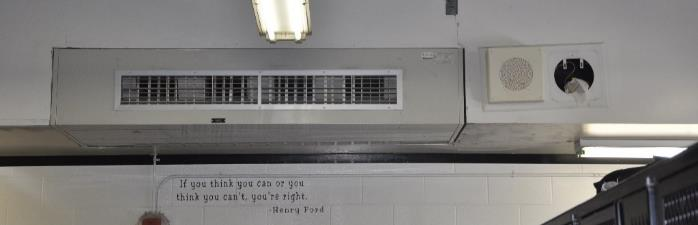 If you think you can or you
think you can't, you're right.
-Henry Ford